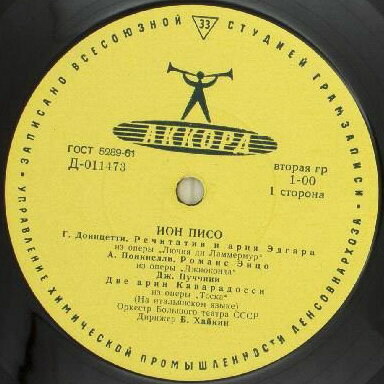 ЗАПИСАНО ВСЕСОЮЗНОЙ СТУДИЕЙ ГРАМЗАПИСИ
33
АККОРД
ГОСТ 5289-61
Д-011473
вторая гр
1-00
1 сторона
ИОН ПИСО
Г. Доницетти, Речитатив и ария Эдгара
из оперы "Лючия ди Ламмермур"
А. Понкиелли, Романс Энцо
из оперы "Джиоконда"
Дж. Пуччини
Две арии Каварадосси
из оперы "Тоска"
(На итальянском языке)
Оркестр Большого театра СССР
Дирижер Б. Хайкин
УПРАВЛЕНИЕ ХИМИЧЕСКОЙ ПРОМЫШЛЕННОСТИ ЛЕНСОВНАРХОЗА